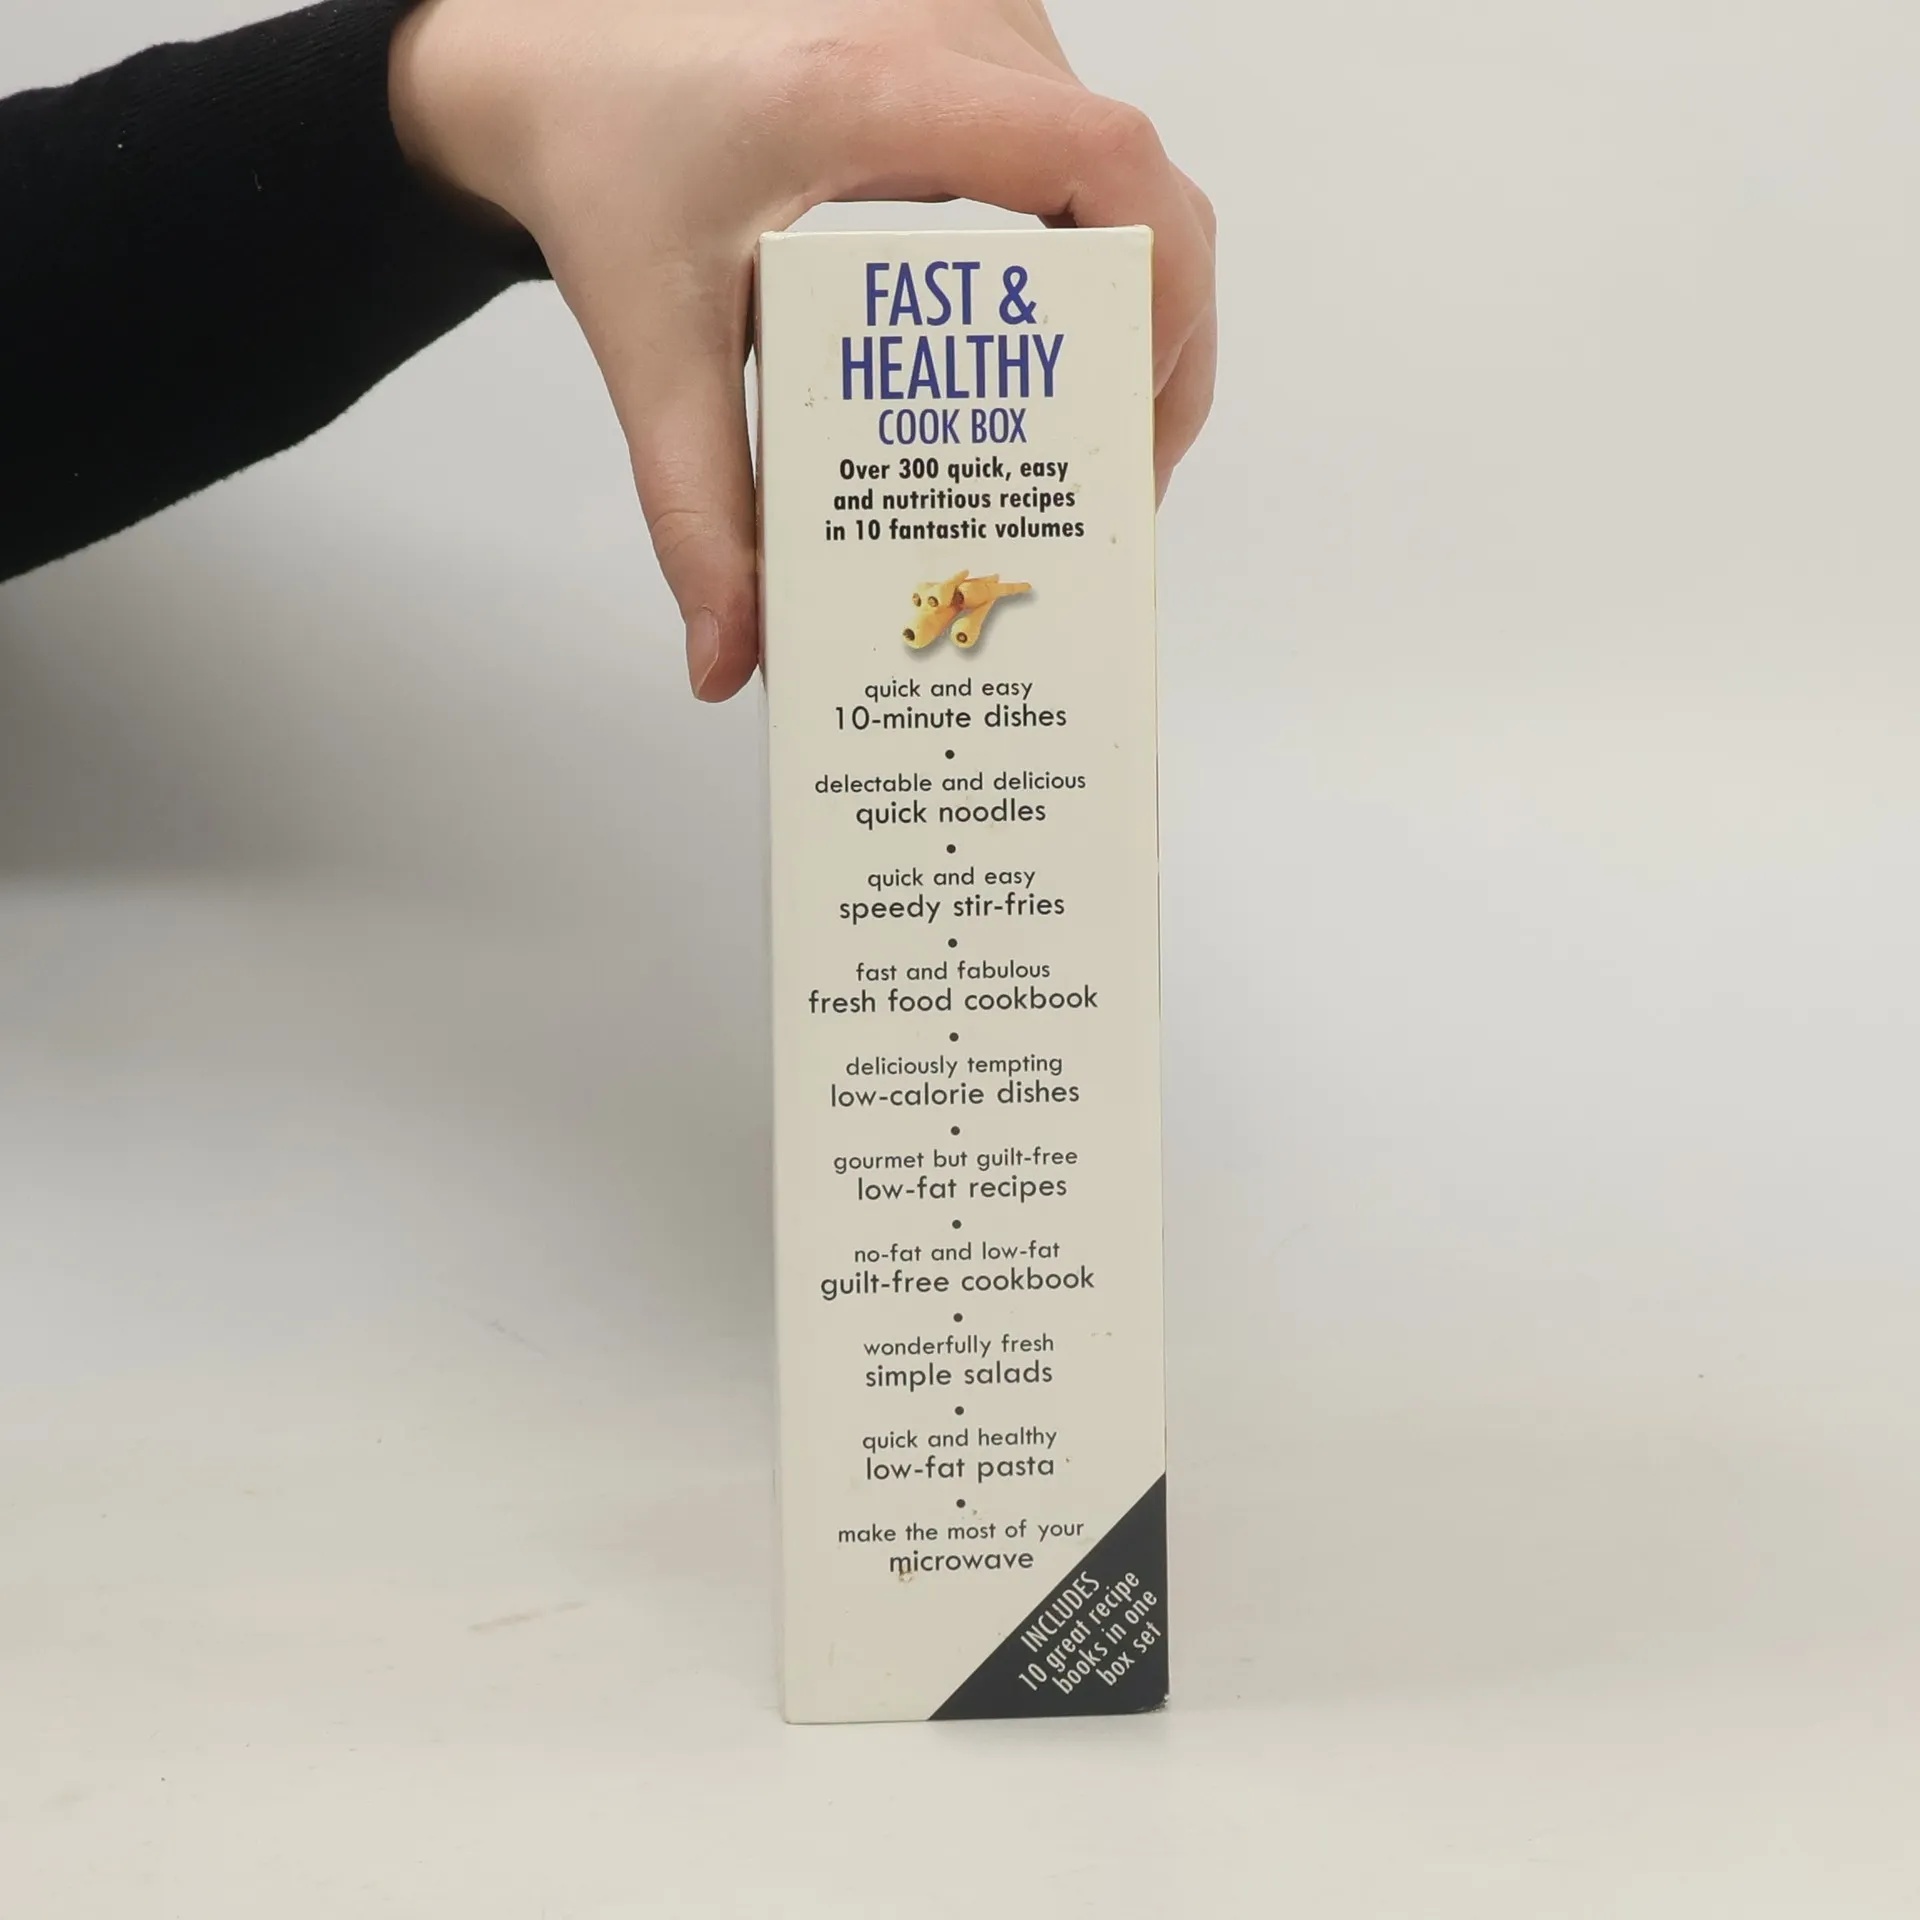 FAST &
HEALTHY
COOK BOX
Over 300 quick, easy
and nutritious recipes
in 10 fantastic volumes
quick and easy
10-minute dishes
•
delectable and delicious
quick noodles
•
quick and easy
speedy stir-fries
•
fast and fabulous
fresh food cookbook
•
deliciously tempting
low-calorie dishes
•
gourmet but guilt-free
low-fat recipes
•
no-fat and low-fat
guilt-free cookbook
•
wonderfully fresh
simple salads
•
quick and healthy
low-fat pasta
•
make the most of your
microwave
INCLUDES
10 great recipe
books in one
box set